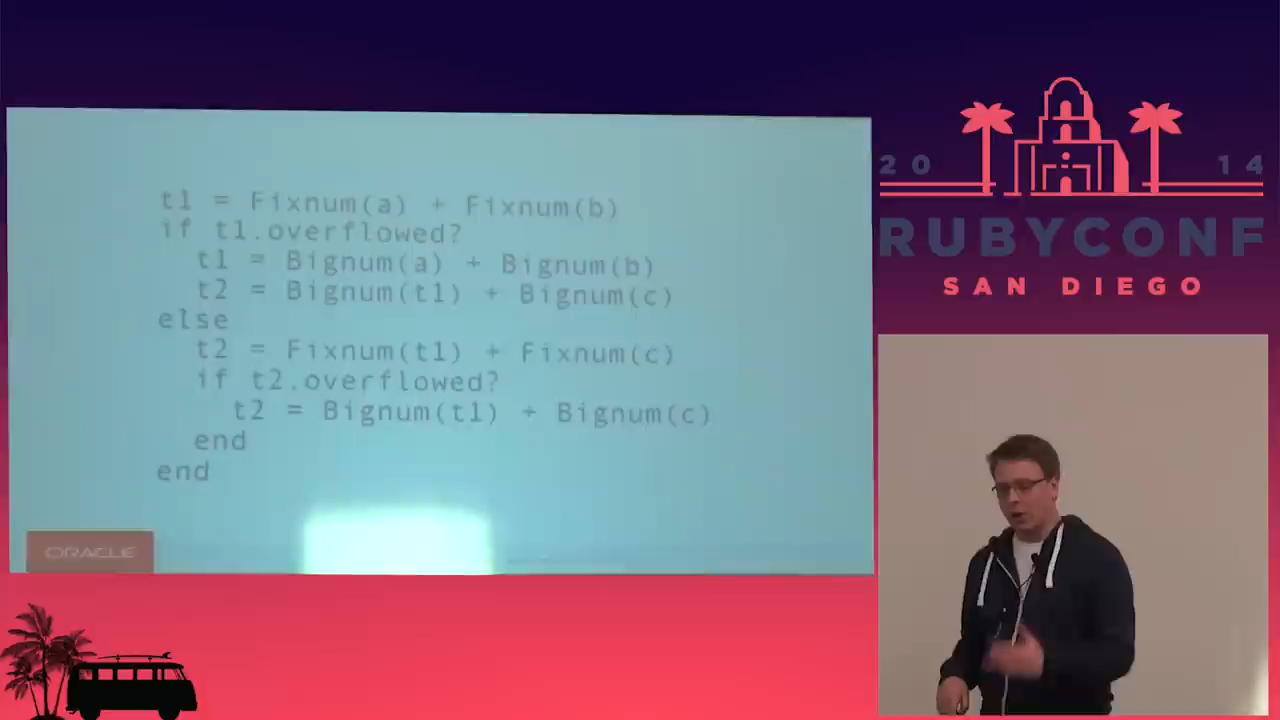 t1 = Fixnum(a) + Fixnum(b)
if t1.overflowed?
  t1 = Bignum(a) + Bignum(b)
  t2 = Bignum(t1) + Bignum(c)
else
  t2 = Fixnum(t1) + Fixnum(c)
  if t2.overflowed?
    t2 = Bignum(t1) + Bignum(c)
  end
end
ORACLE
20 14
RUBYCONF
SAN DIEGO